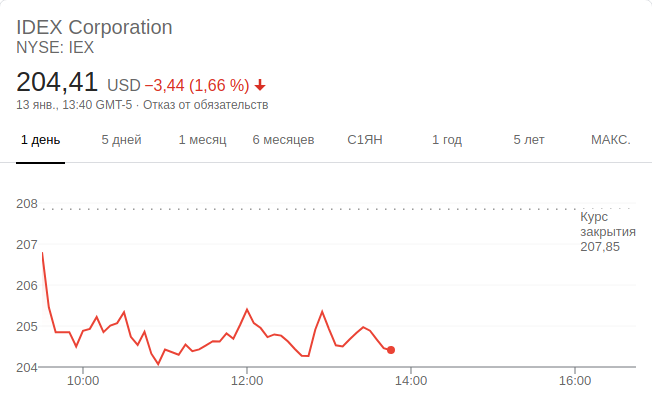 IDEX Corporation
NYSE: IEX
204,41 USD −3,44 (1,66 %)
13 янв., 13:40 GMT-5 · Отказ от обязательств
1 день 5 дней 1 месяц 6 месяцев С1ЯН 1 год 5 лет МАКС.
208
Курс
закрытия
207,85
207
206
205
204
10:00 12:00 14:00 16:00